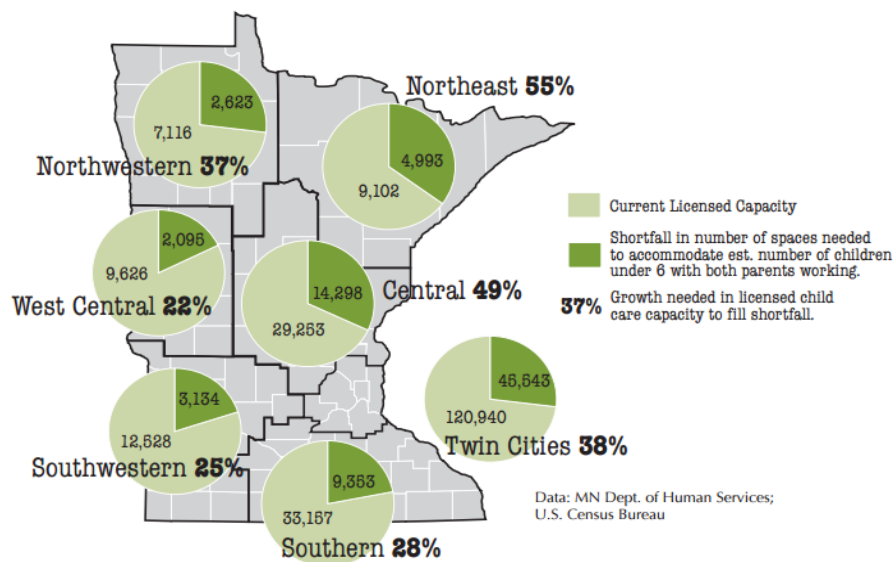 Northeast 55%
2,623
7,116
4,993
Northwestern 37%
9,102
Current Licensed Capacity
2,095
Shortfall in number of spaces needed
to accommodate est. number of children
under 6 with both parents working.
9,626
14,298
Central 49%
West Central 22%
37% Growth needed in licensed child
care capacity to fill shortfall.
29,253
3,134
45,543
12,528
120,940
Twin Cities 38%
Southwestern 25%
9,353
33,157
Southern 28%
Data: MN Dept. of Human Services;
U.S. Census Bureau